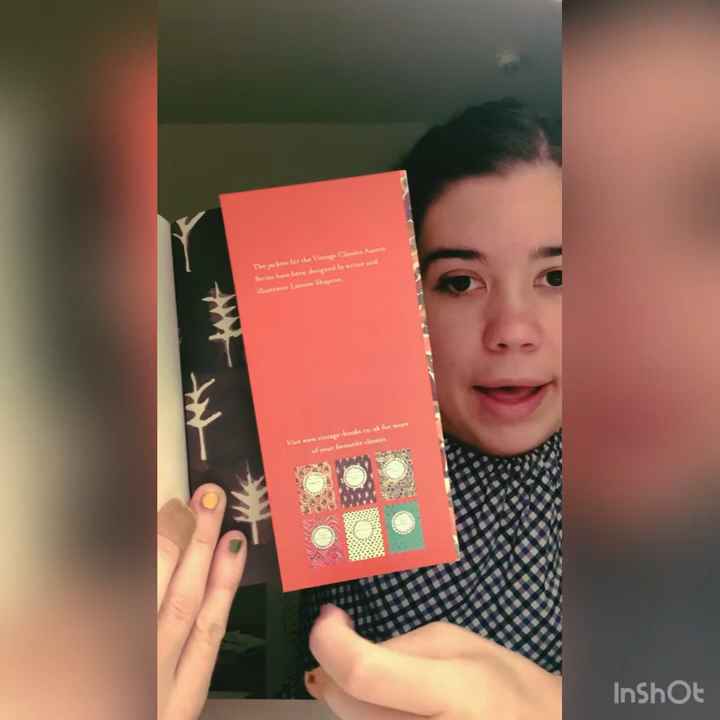 The jackets for the Vintage Classics Austen
Series have been designed by writer and
illustrator Leanne Shapton.
Visit www.vintage-books.co.uk for more
of your favourite classics.
InShOt